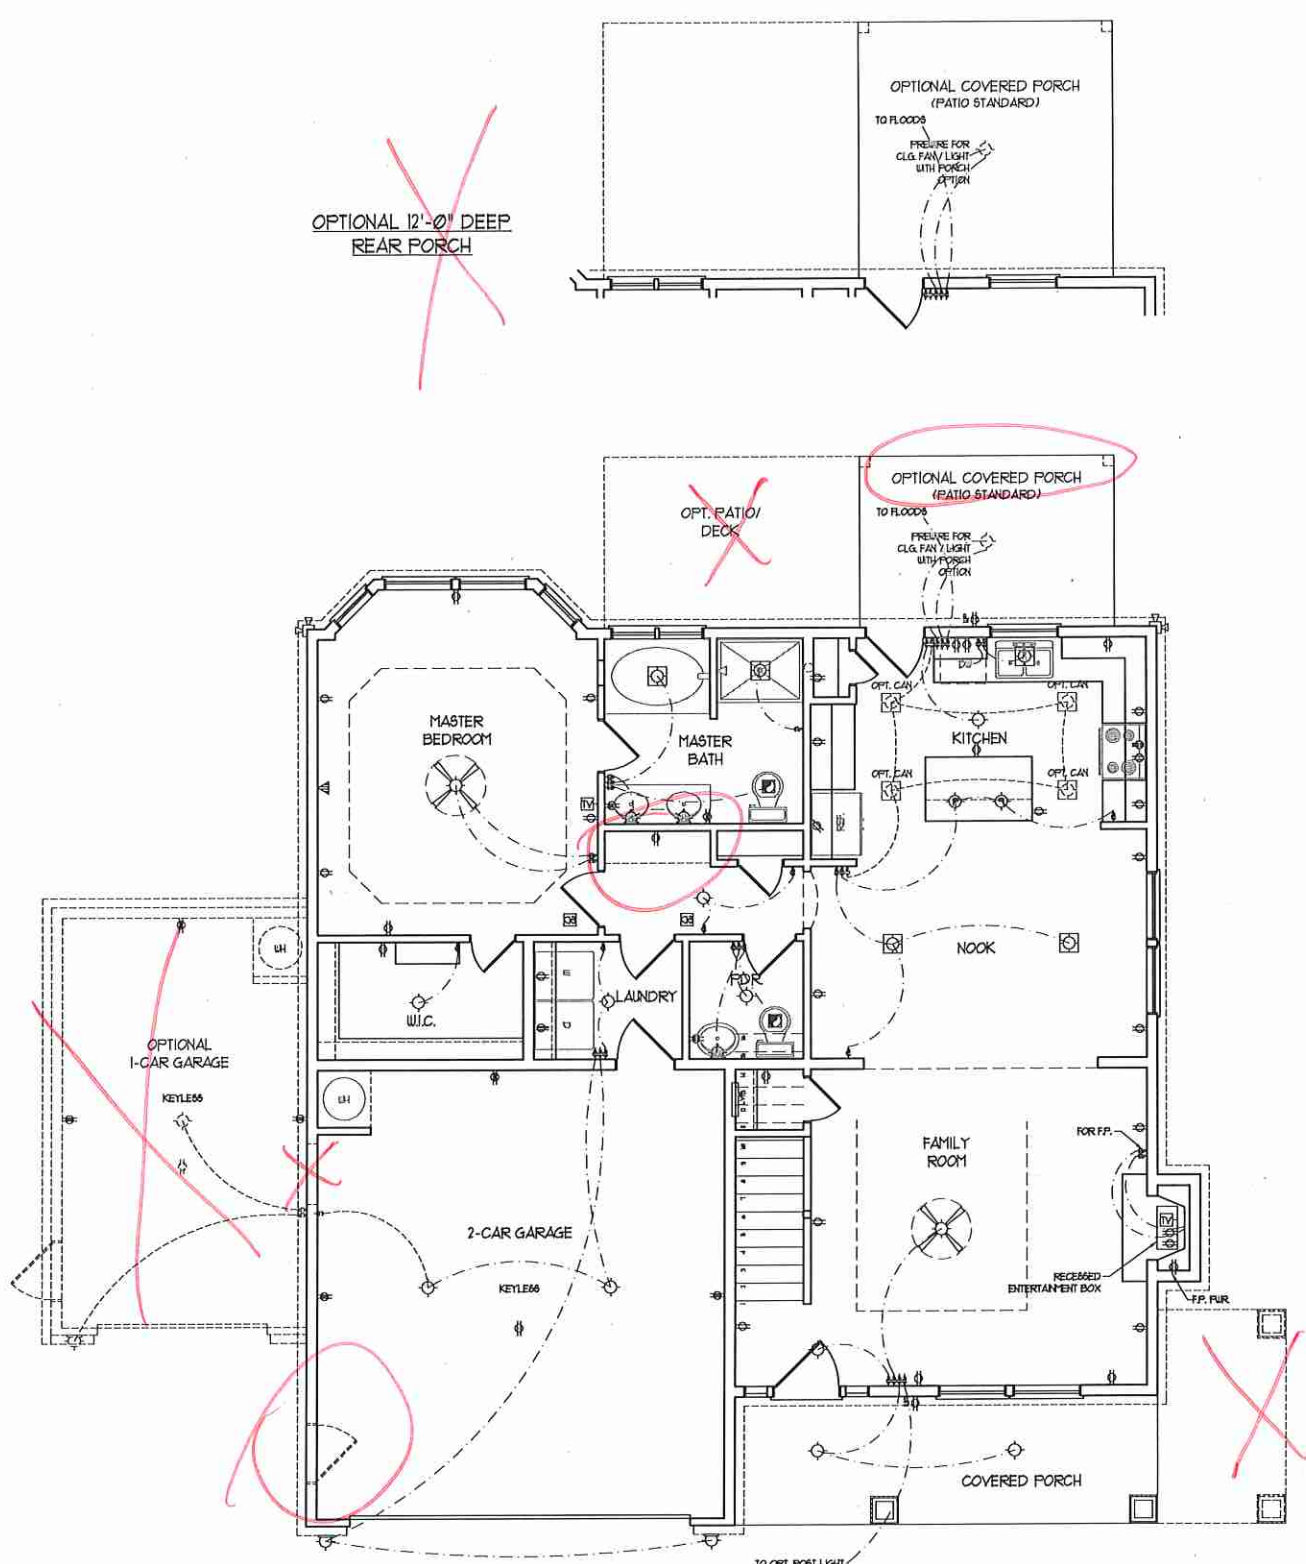 OPTIONAL COVERED PORCH
(PATIO STANDARD)
TO FLOODS
PREWIRE FOR
CLG. FAN / LIGHT
WITH PORCH
OPTION
OPTIONAL 12'-0" DEEP
REAR PORCH
OPT. PATIO/
DECK
OPTIONAL COVERED PORCH
(PATIO STANDARD)
TO FLOODS
PREWIRE FOR
CLG. FAN / LIGHT
WITH PORCH
OPTION
D.W.
OPT. CAN
OPT. CAN
MASTER
BEDROOM
MASTER
BATH
KITCHEN
OPT. CAN
OPT. CAN
TV
REF.
NOOK
WH
PDR.
LAUNDRY
W.I.C.
D
OPTIONAL
1-CAR GARAGE
KEYLESS
WH
FAMILY
ROOM
FOR F.P.
TV
2-CAR GARAGE
KEYLESS
RECESSED
ENTERTAINMENT BOX
F.P. PWR
COVERED PORCH
TO OPT. POST LIGHT